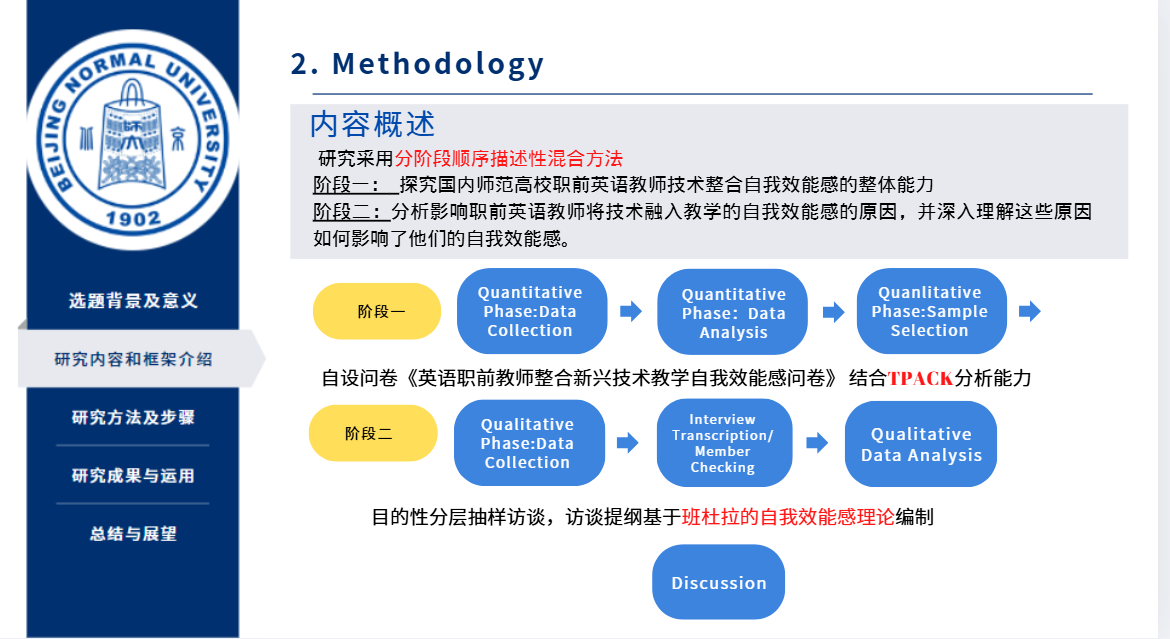 BEIJING NORMAL UNIVERSITY
京
师大
1902
选题背景及意义
研究内容和框架介绍
研究方法及步骤
研究成果与运用
总结与展望
2. Methodology
内容概述
研究采用分阶段顺序描述性混合方法
阶段一： 探究国内师范高校职前英语教师技术整合自我效能感的整体能力
阶段二：分析影响职前英语教师将技术融入教学的自我效能感的原因，并深入理解这些原因
如何影响了他们的自我效能感。
阶段一
Quantitative
Phase:Data
Collection
Quantitative
Phase：Data
Analysis
Quanlitative
Phase:Sample
Selection
自设问卷《英语职前教师整合新兴技术教学自我效能感问卷》 结合TPACK分析能力
阶段二
Qualitative
Phase:Data
Collection
Interview
Transcription/
Member
Checking
Qualitative
Data Analysis
目的性分层抽样访谈，访谈提纲基于班杜拉的自我效能感理论编制
Discussion